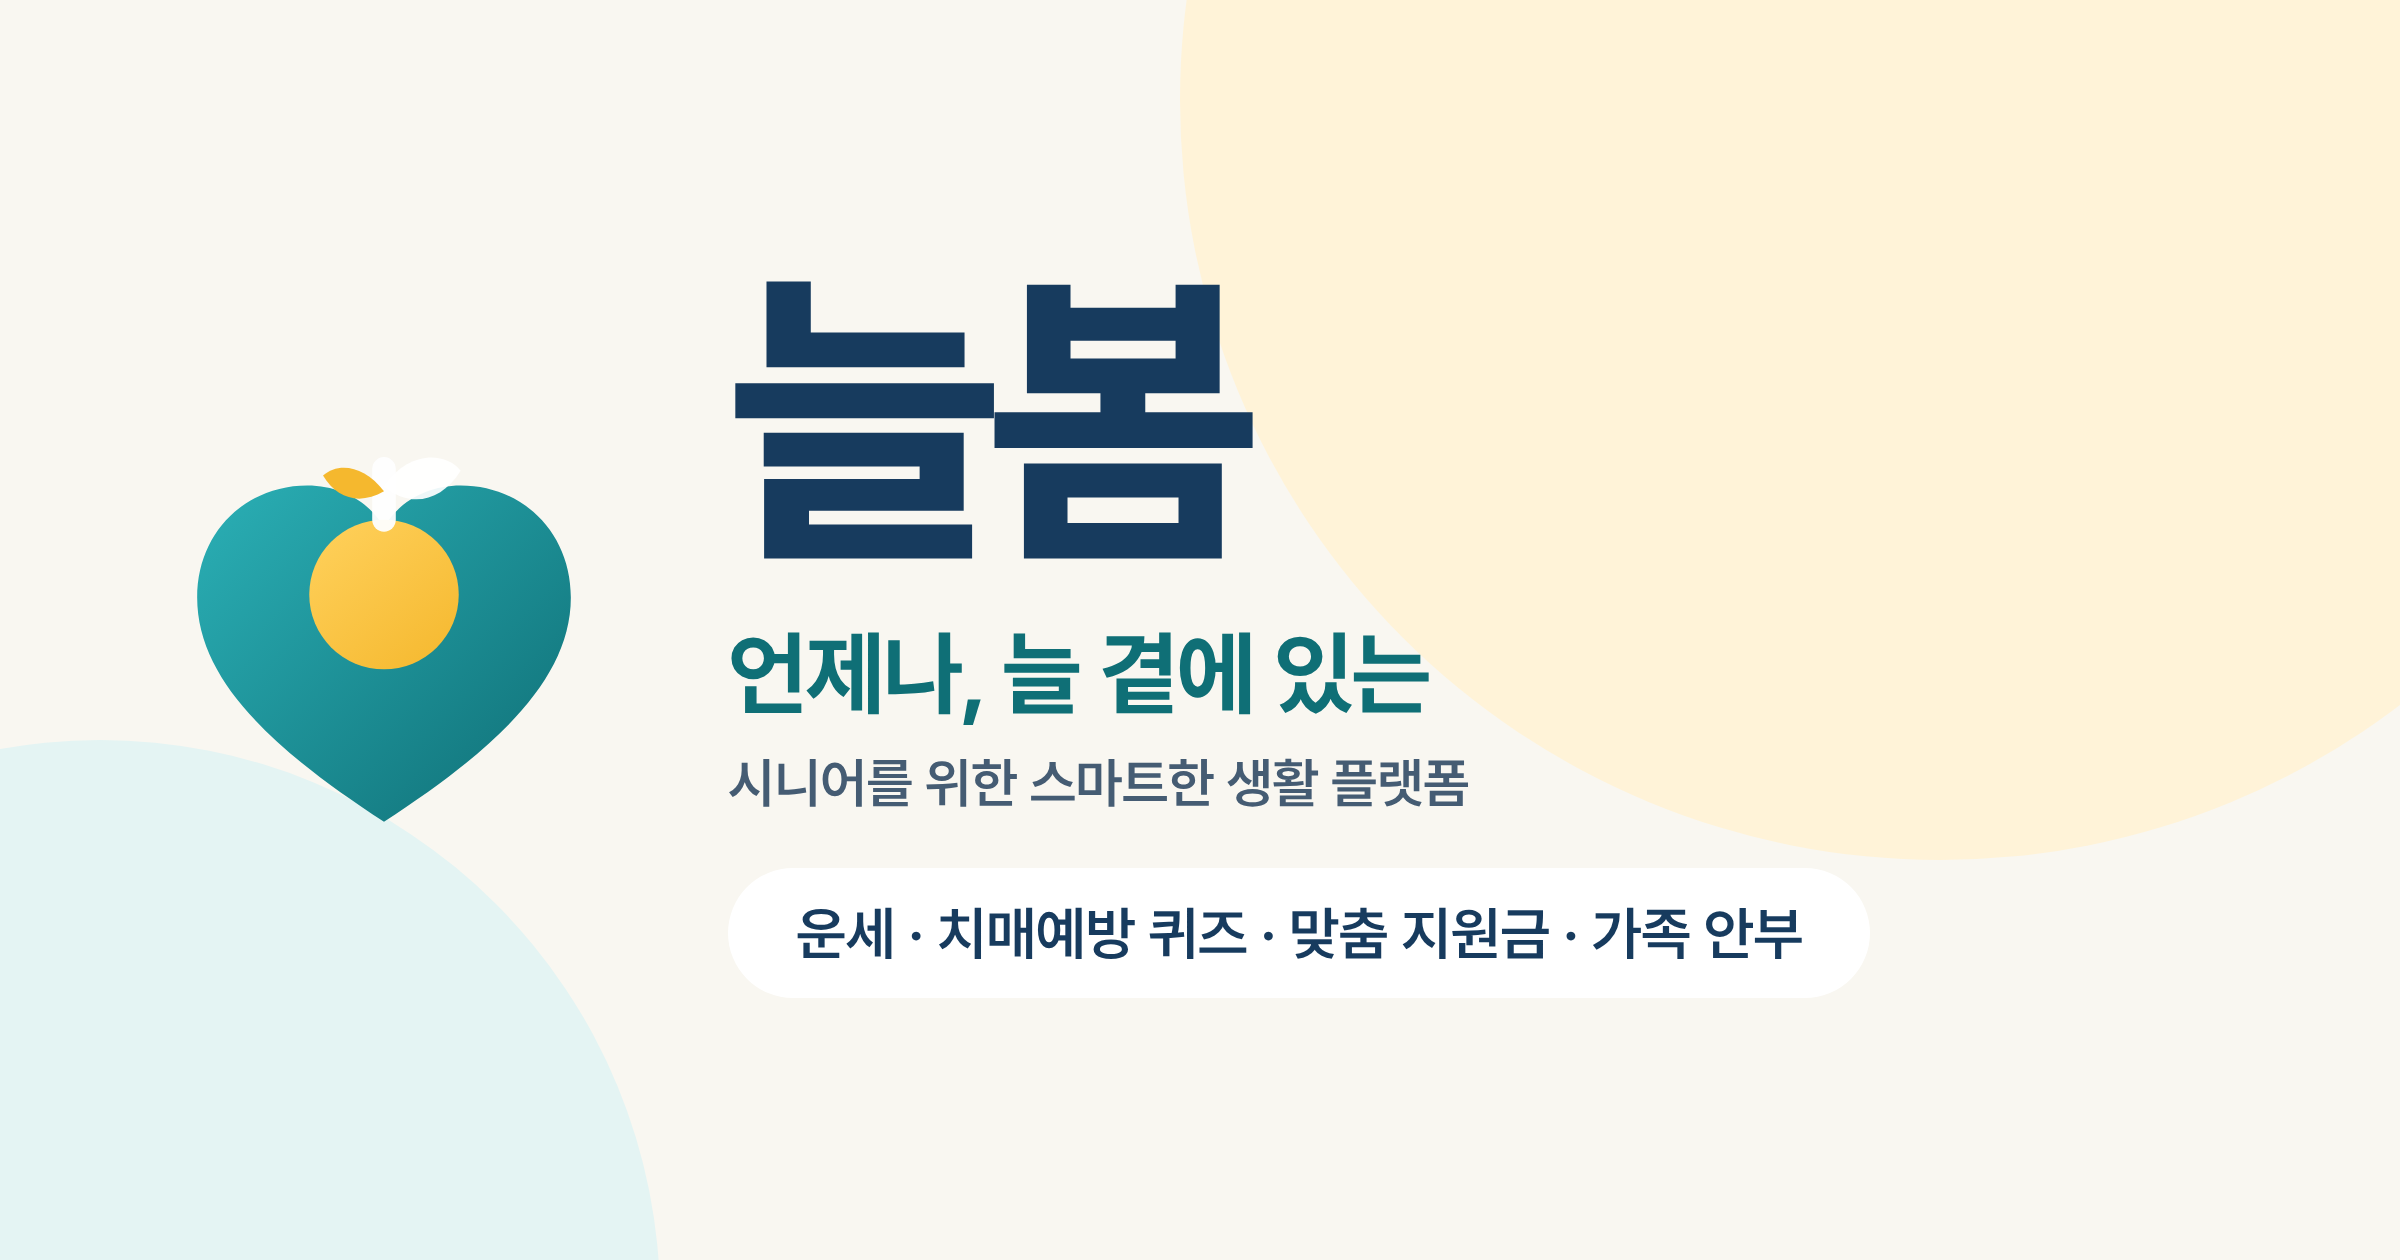 늘봄
언제나, 늘 곁에 있는
시니어를 위한 스마트한 생활 플랫폼
운세 · 치매예방 퀴즈 · 맞춤 지원금 · 가족 안부